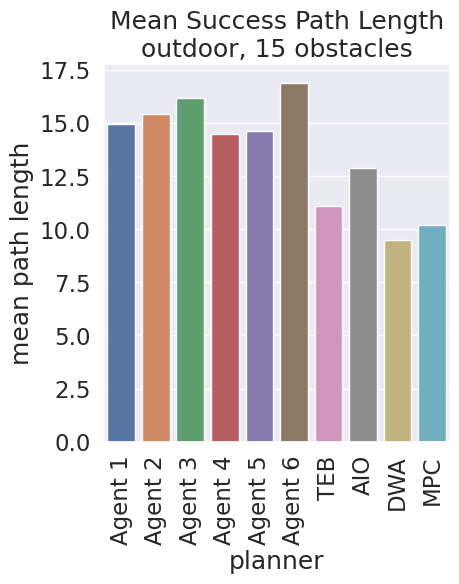 Mean Success Path Length
outdoor, 15 obstacles
mean path length
17.5
15.0
12.5
10.0
7.5
5.0
2.5
0.0
Agent 1
Agent 2
Agent 3
Agent 4
Agent 5
Agent 6
TEB
AIO
DWA
MPC
planner